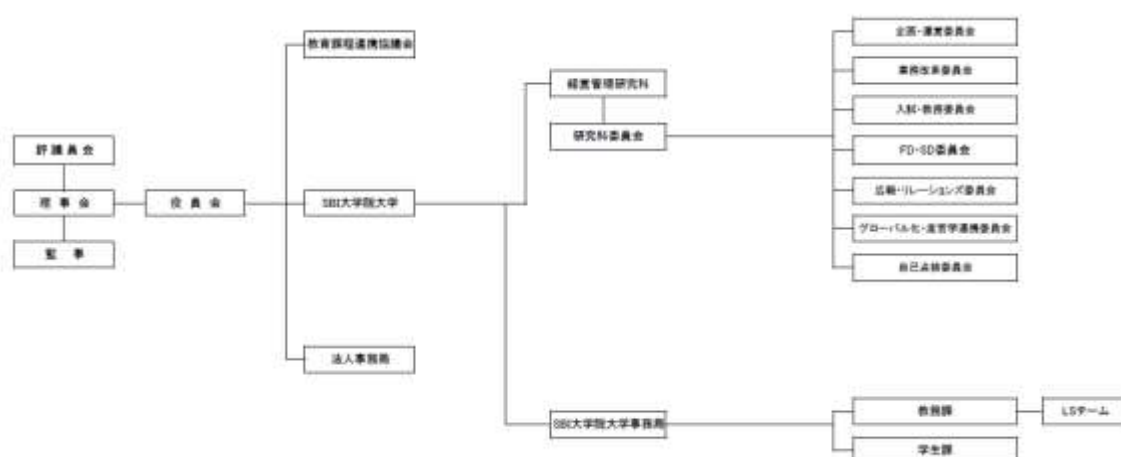 評議員会
理事会
監事
役員会
教育課程連携協議会
SBI大学院大学
法人事務局
経営管理研究科
研究科委員会
SBI大学院大学事務局
企画・運営委員会
業務改革委員会
入試・教務委員会
FD・SD委員会
広報・リレーションズ委員会
グローバル化・産官学連携委員会
自己点検委員会
教務課
学生課
LSチーム